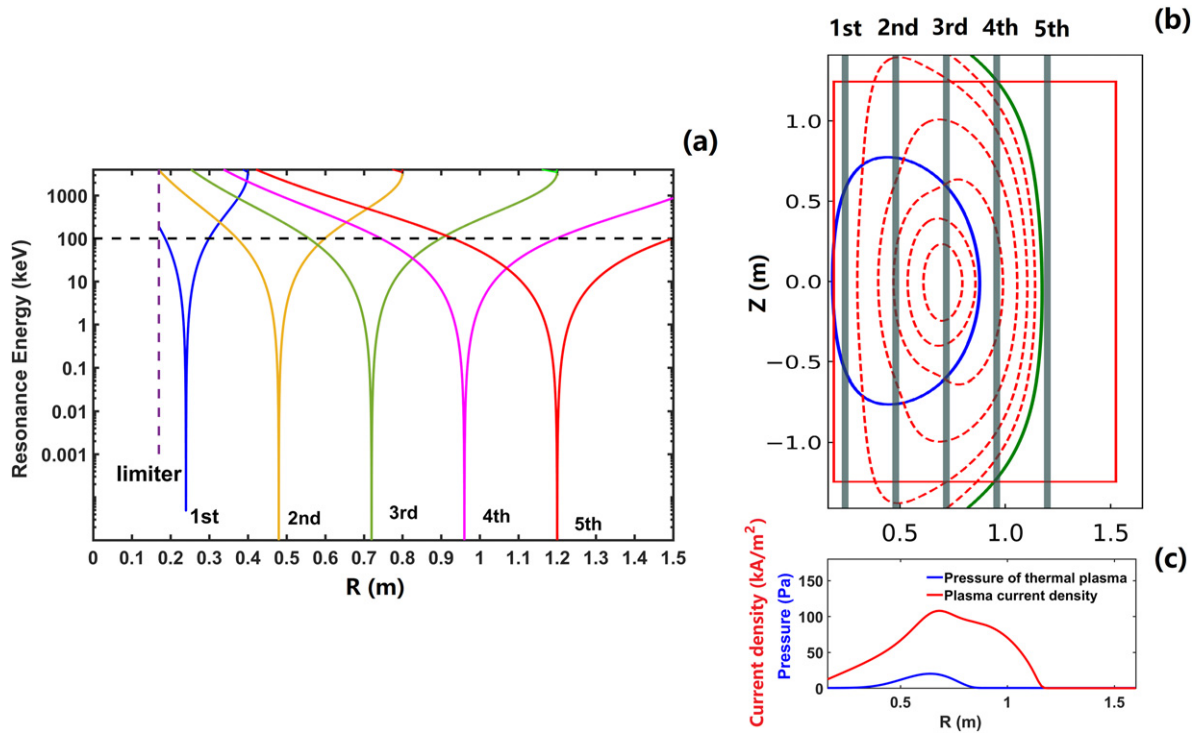 (a)
Resonance Energy (keV)
1000
100
10
1
0.1
0.01
0.001
limiter
1st
2nd
3rd
4th
5th
0 0.1 0.2 0.3 0.4 0.5 0.6 0.7 0.8 0.9 1 1.1 1.2 1.3 1.4 1.5
R (m)
1st 2nd 3rd 4th 5th
(b)
Z (m)
1.0
0.5
0.0
−0.5
−1.0
0.5 1.0 1.5
(c)
Current density (kA/m²)
Pressure (Pa)
150
100
50
0
Pressure of thermal plasma
Plasma current density
0.5 1 1.5
R (m)